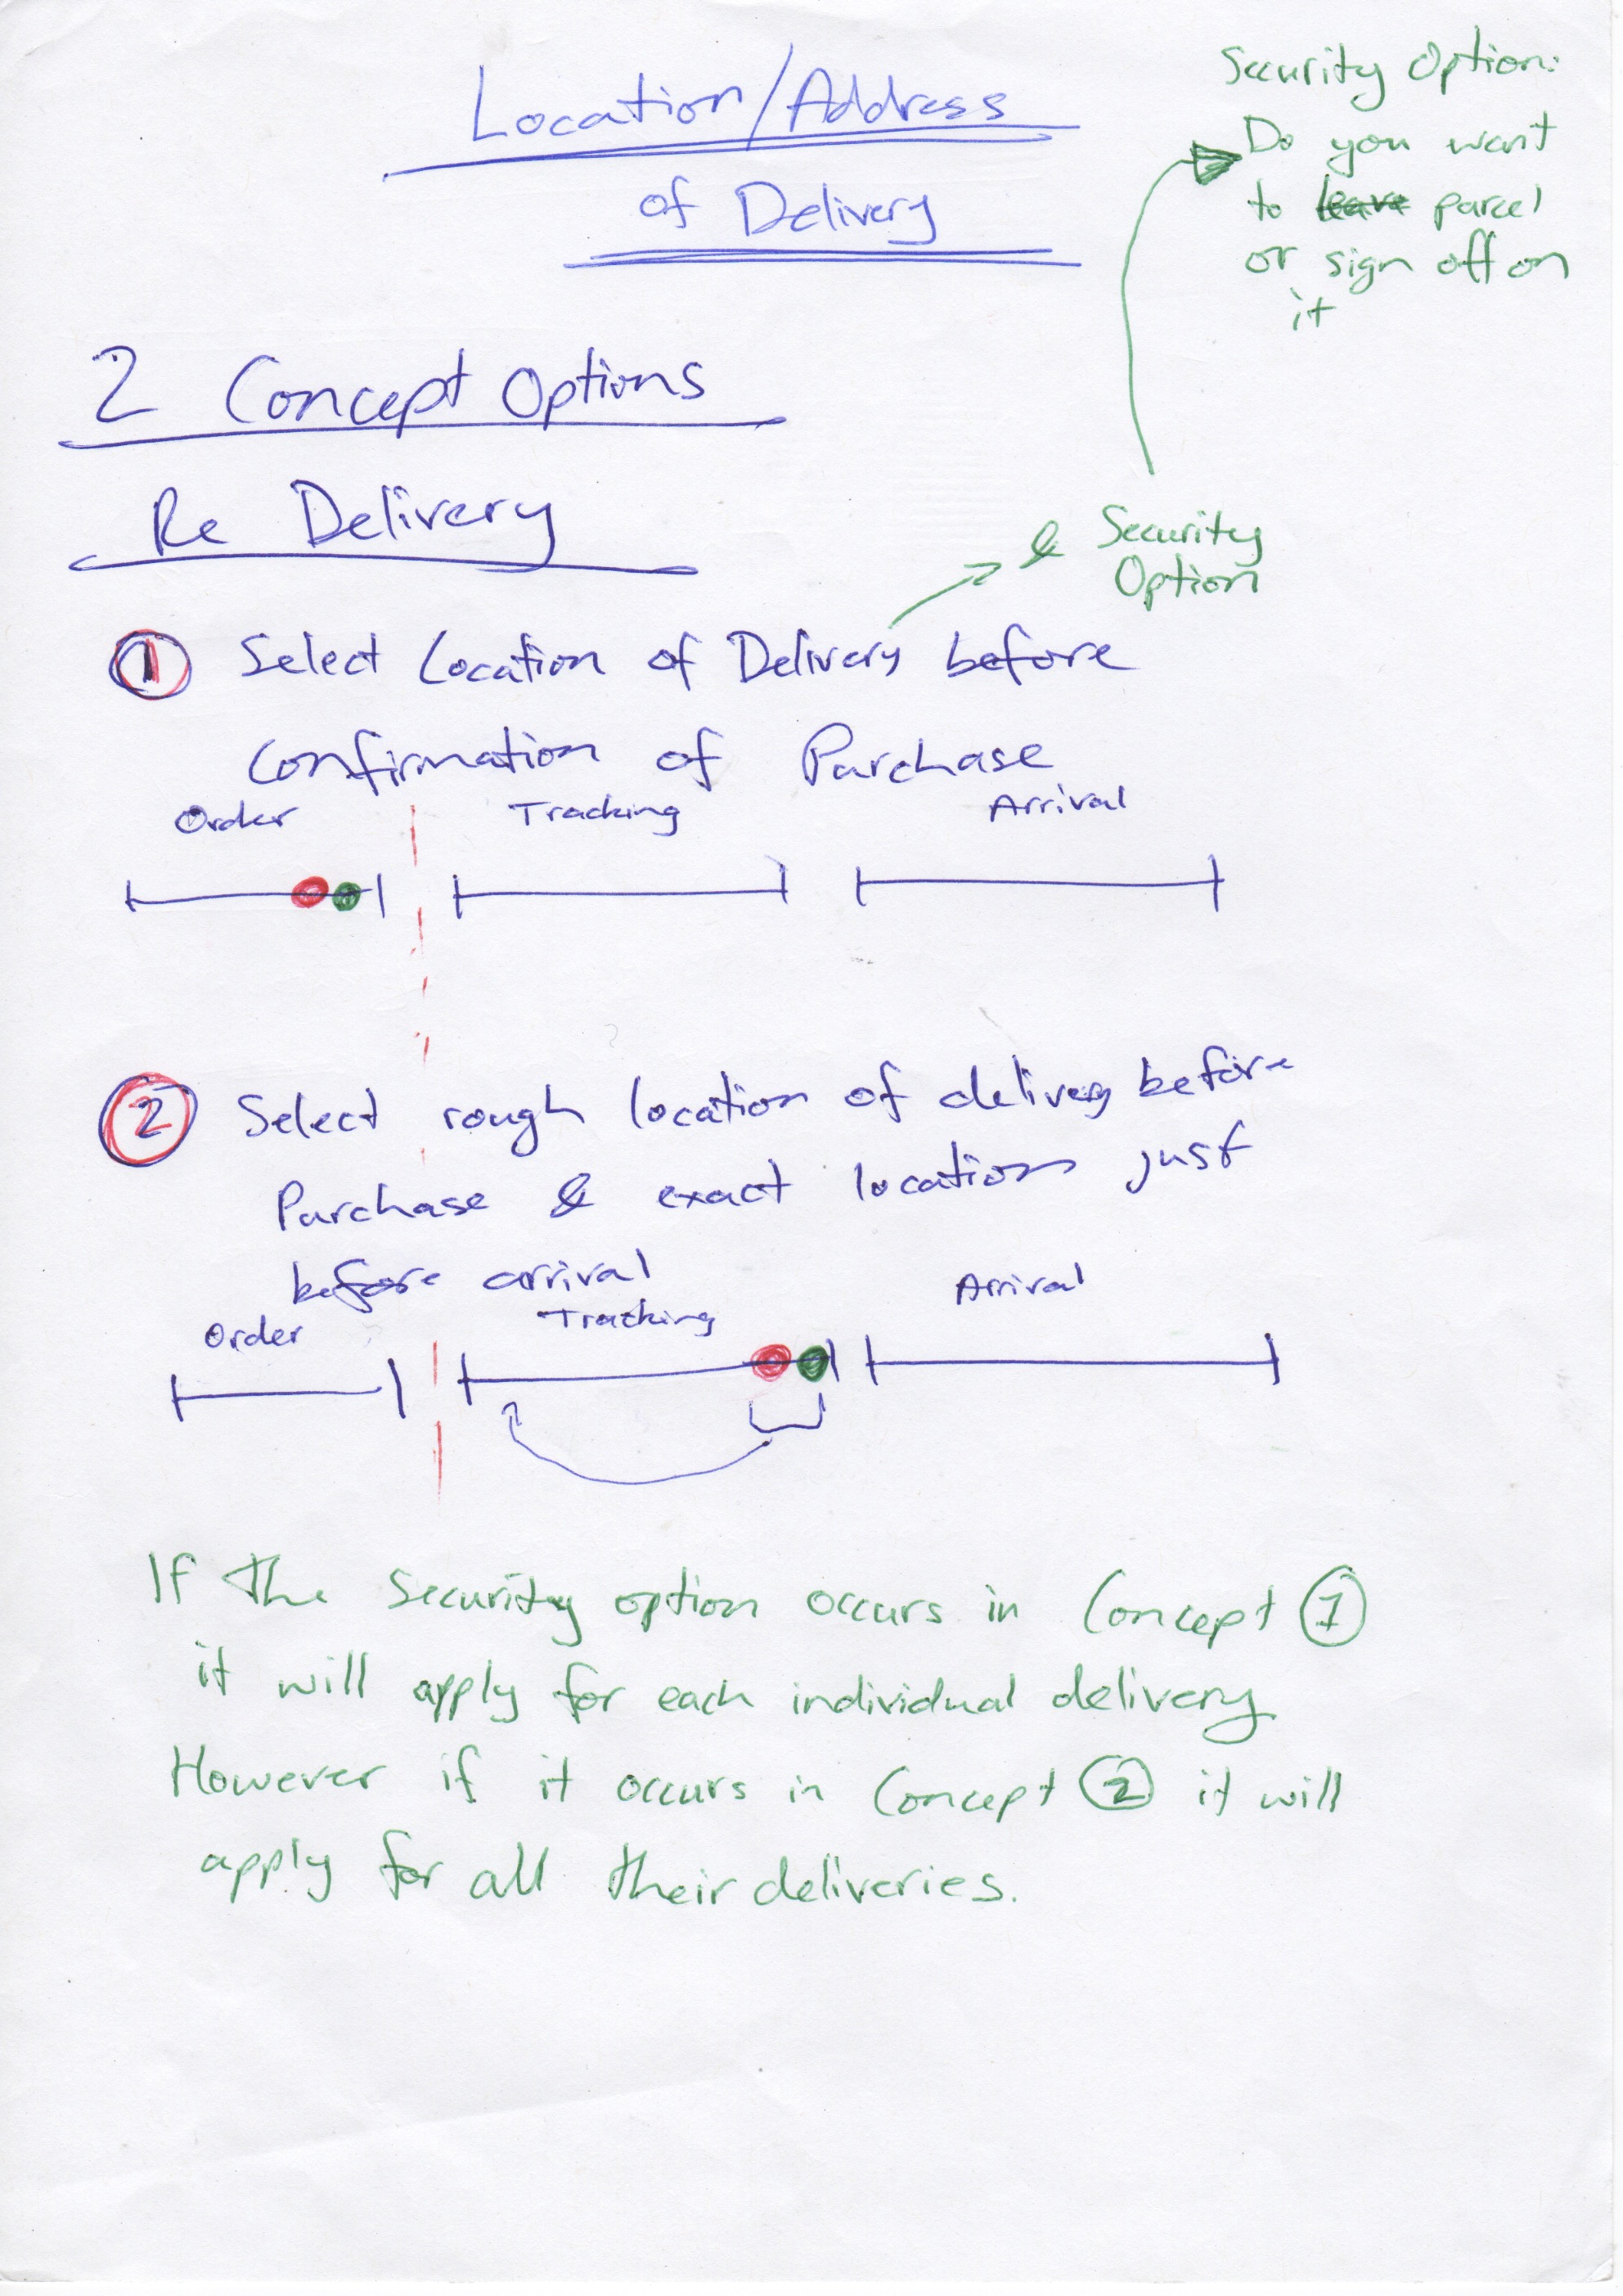 Location/Address
of Delivery
Security Option:
Do you want
to leave parcel
or sign off on
it
2 Concept Options
Re Delivery
& Security
Option
1 Select Location of Delivery before
Confirmation of Purchase
Order Tracking Arrival
2 Select rough location of delivery before
Purchase & exact location just
before arrival
Order Tracking Arrival
If the security option occurs in Concept 1
it will apply for each individual delivery
However if it occurs in Concept 2 it will
apply for all their deliveries.